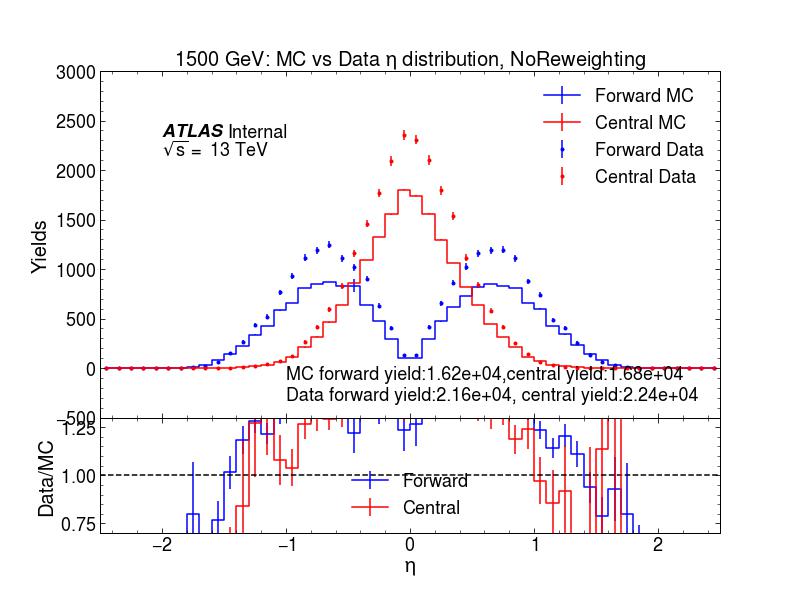 1500 GeV: MC vs Data η distribution, NoReweighting
3000
2500
2000
1500
1000
500
0
−500
Yields
ATLAS Internal
√s = 13 TeV
Forward MC
Central MC
Forward Data
Central Data
MC forward yield:1.62e+04,central yield:1.68e+04
Data forward yield:2.16e+04, central yield:2.24e+04
1.25
1.00
0.75
Data/MC
Forward
Central
−2 −1 0 1 2
η